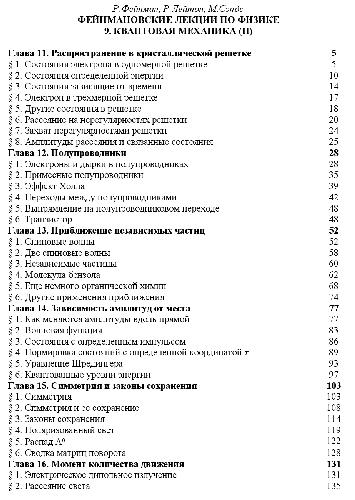 Р. Фейнман, Р. Лейтон, М. Сэндс
ФЕЙНМАНОВСКИЕ ЛЕКЦИИ ПО ФИЗИКЕ
9. КВАНТОВАЯ МЕХАНИКА (II)
Глава 11. Распространение в кристаллической решетке 5
§ 1. Состояния электрона в одномерной решетке 5
§ 2. Состояния определенной энергии 10
§ 3. Состояния зависящие от времени 14
§ 4. Электрон в трехмерной решетке 17
§ 5. Другие состояния в решетке 18
§ 6. Рассеяние на нерегулярностях решетки 20
§ 7. Захват нерегулярностями решетки 24
§ 8. Амплитуды рассеяния и связанные состояния 25
Глава 12. Полупроводники 28
§ 1. Электроны и дырки в полупроводниках 28
§ 2. Примесные полупроводники 35
§ 3. Эффект Холла 39
§ 4. Переходы между полупроводниками 42
§ 5. Выпрямление на полупроводниковом переходе 48
§ 6. Транзистор 48
Глава 13. Приближение независимых частиц 52
§ 1. Спиновые волны 52
§ 2. Две спиновые волны 58
§ 3. Независимые частицы 60
§ 4. Молекула бензола 62
§ 5. Еще немного органической химии 68
§ 6. Другие применения приближения 74
Глава 14. Зависимость амплитуд от места 77
§ 1. Как меняются амплитуды вдоль прямой 77
§ 2. Волновая функция 83
§ 3. Состояния с определенным импульсом 86
§ 4. Нормировка состояний с определенной координатой x 89
§ 5. Уравнение Шредингера 93
§ 6. Квантованные уровни энергии 97
Глава 15. Симметрия и законы сохранения 103
§ 1. Симметрия 103
§ 2. Симметрия и ее сохранение 108
§ 3. Законы сохранения 114
§ 4. Поляризованный свет 119
§ 5. Распад Λ⁰ 122
§ 6. Сводка матриц поворота 128
Глава 16. Момент количества движения 131
§ 1. Электрическое дипольное излучение 131
§ 2. Рассеяние света 135